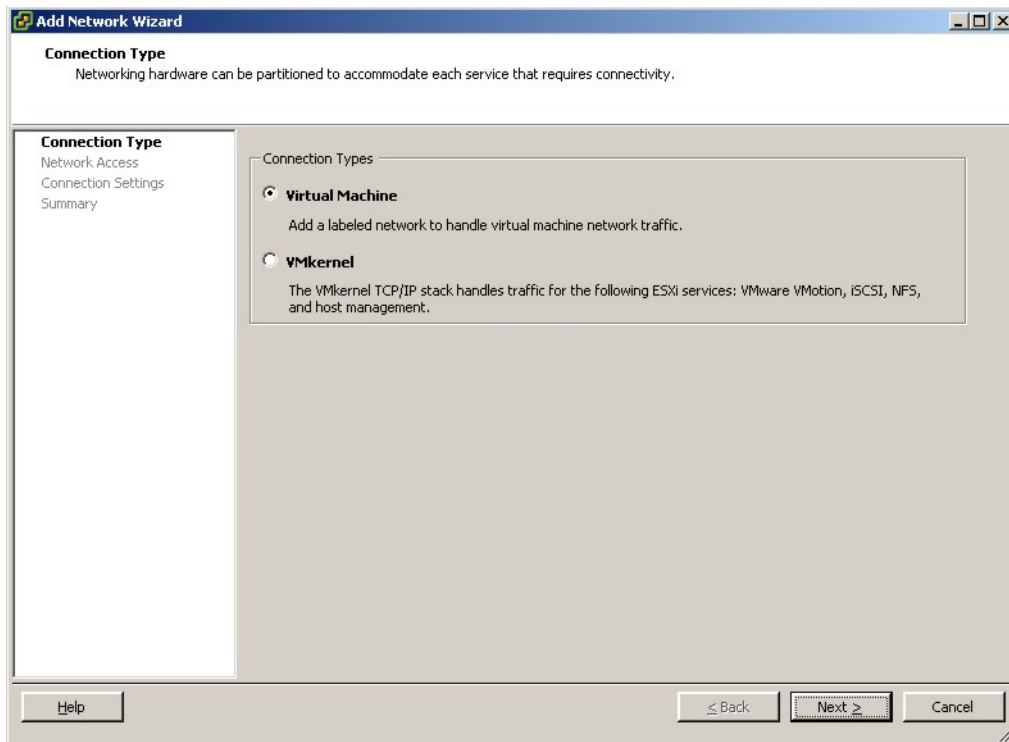 Add Network Wizard
Connection Type
Networking hardware can be partitioned to accommodate each service that requires connectivity.
Connection Type
Network Access
Connection Settings
Summary
Connection Types
Virtual Machine
Add a labeled network to handle virtual machine network traffic.
VMkernel
The VMkernel TCP/IP stack handles traffic for the following ESXi services: VMware VMotion, iSCSI, NFS,
and host management.
Help
< Back
Next >
Cancel